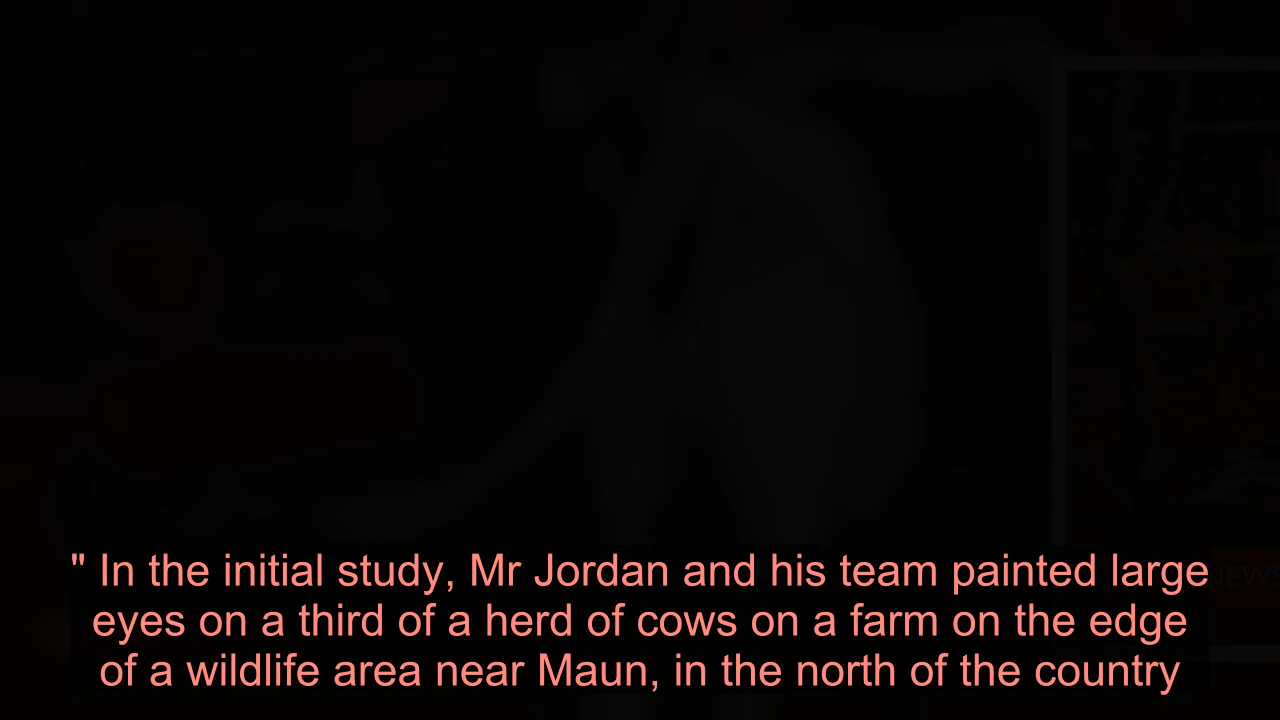 " In the initial study, Mr Jordan and his team painted large
eyes on a third of a herd of cows on a farm on the edge
of a wildlife area near Maun, in the north of the country